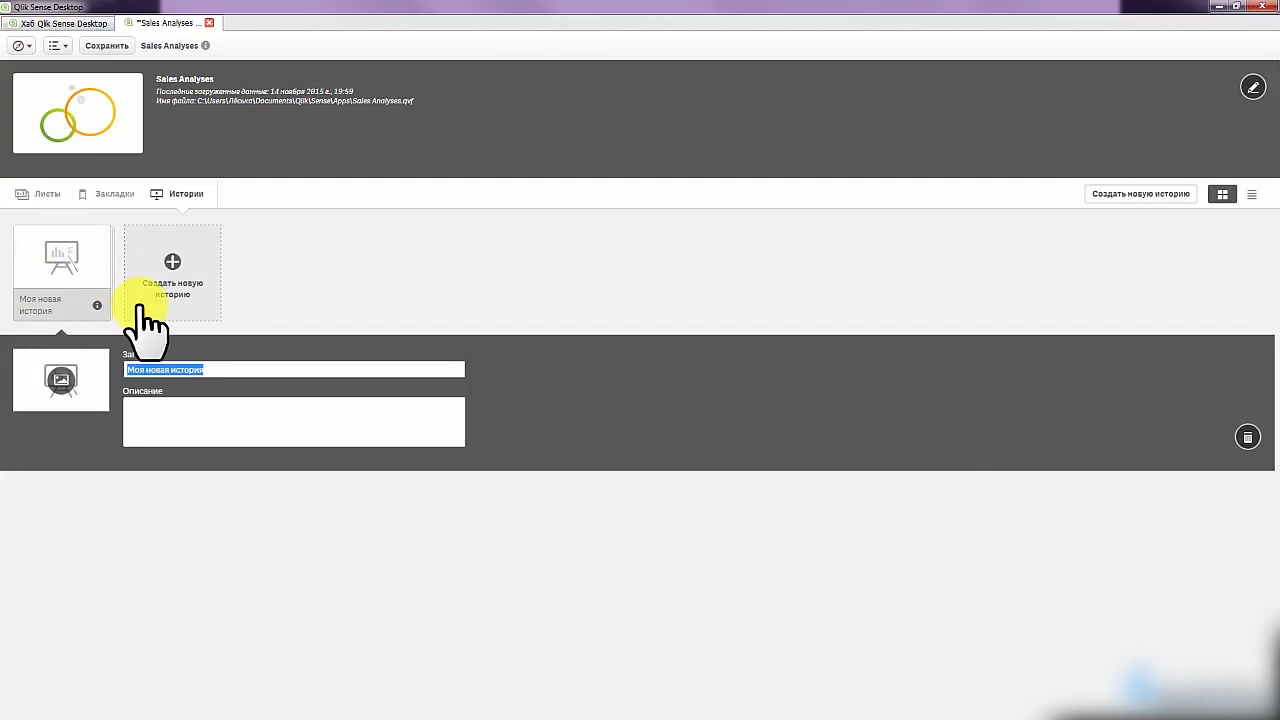 Qlik Sense Desktop
Хаб Qlik Sense Desktop
*Sales Analyses ...
Сохранить
Sales Analyses
Sales Analyses
Последние загруженные данные: 14 ноября 2015 г., 19:59
Имя файла: C:\Users\Лёська\Documents\Qlik\Sense\Apps\Sales Analyses.qvf
Листы
Закладки
Истории
Создать новую историю
Создать новую
историю
Моя новая
история
За
Моя новая история
Описание